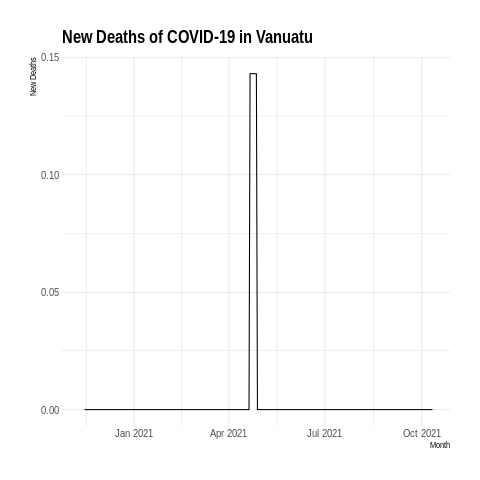 New Deaths of COVID-19 in Vanuatu
New Deaths
0.15
0.10
0.05
0.00
Jan 2021 Apr 2021 Jul 2021 Oct 2021
Month